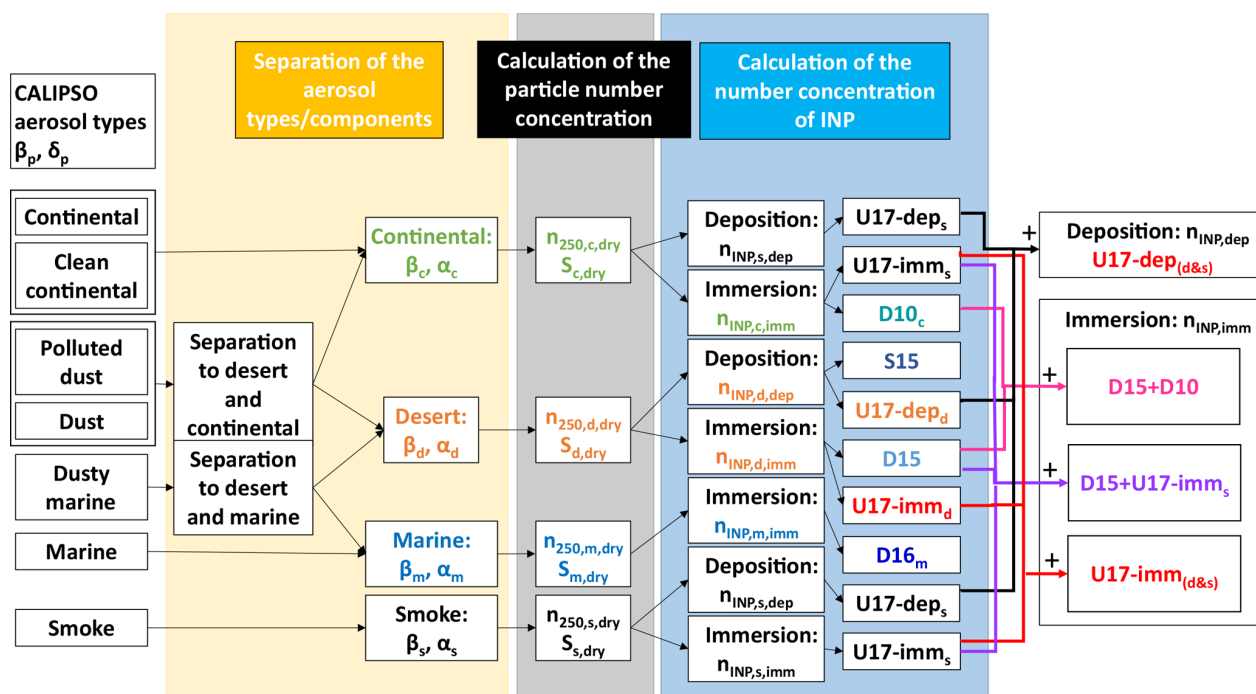 Separation of the
aerosol
types/components
Calculation of the
particle number
concentration
Calculation of the
number concentration
of INP
CALIPSO
aerosol types
βp, δp
Continental
Clean
continental
Polluted
dust
Dust
Dusty
marine
Marine
Smoke
Separation
to desert
and
continental
Separation
to desert
and marine
Continental:
βc, αc
Desert:
βd, αd
Marine:
βm, αm
Smoke:
βs, αs
n250,c,dry
Sc,dry
n250,d,dry
Sd,dry
n250,m,dry
Sm,dry
n250,s,dry
Ss,dry
Deposition:
nINP,s,dep
Immersion:
nINP,c,imm
Deposition:
nINP,d,dep
Immersion:
nINP,d,imm
Immersion:
nINP,m,imm
Deposition:
nINP,s,dep
Immersion:
nINP,s,imm
U17-deps
U17-imms
D10c
S15
U17-depd
D15
U17-immd
D16m
U17-deps
U17-imms
+
Deposition: nINP,dep
U17-dep(d&s)
Immersion: nINP,imm
+
D15+D10
+
D15+U17-imms
+
U17-imm(d&s)